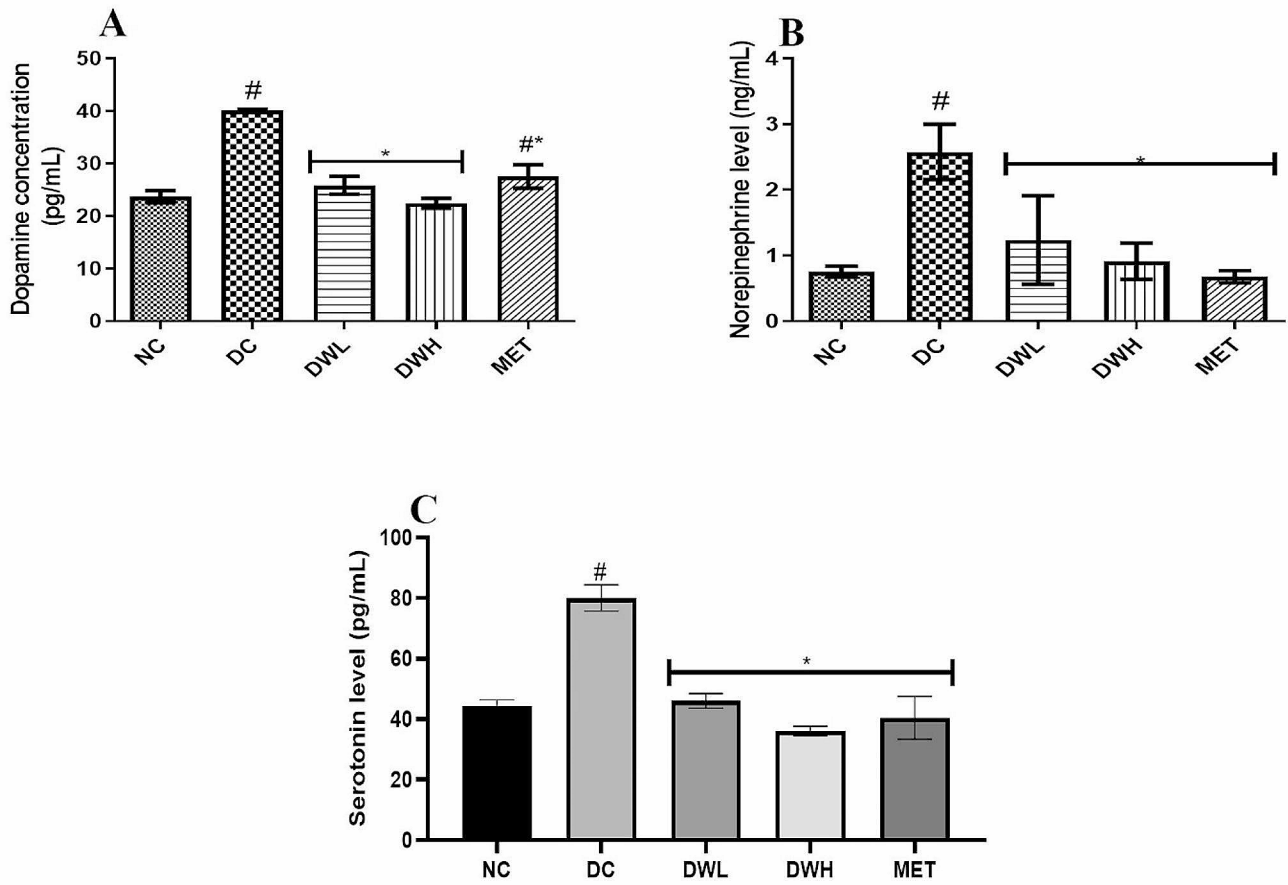 A
Dopamine concentration
(pg/mL)
50
40
30
20
10
0
#
*
#*
NC
DC
DWL
DWH
MET
B
Norepinephrine level (ng/mL)
4
3
2
1
0
#
*
NC
DC
DWL
DWH
MET
C
Serotonin level (pg/mL)
100
80
60
40
20
0
#
*
NC
DC
DWL
DWH
MET